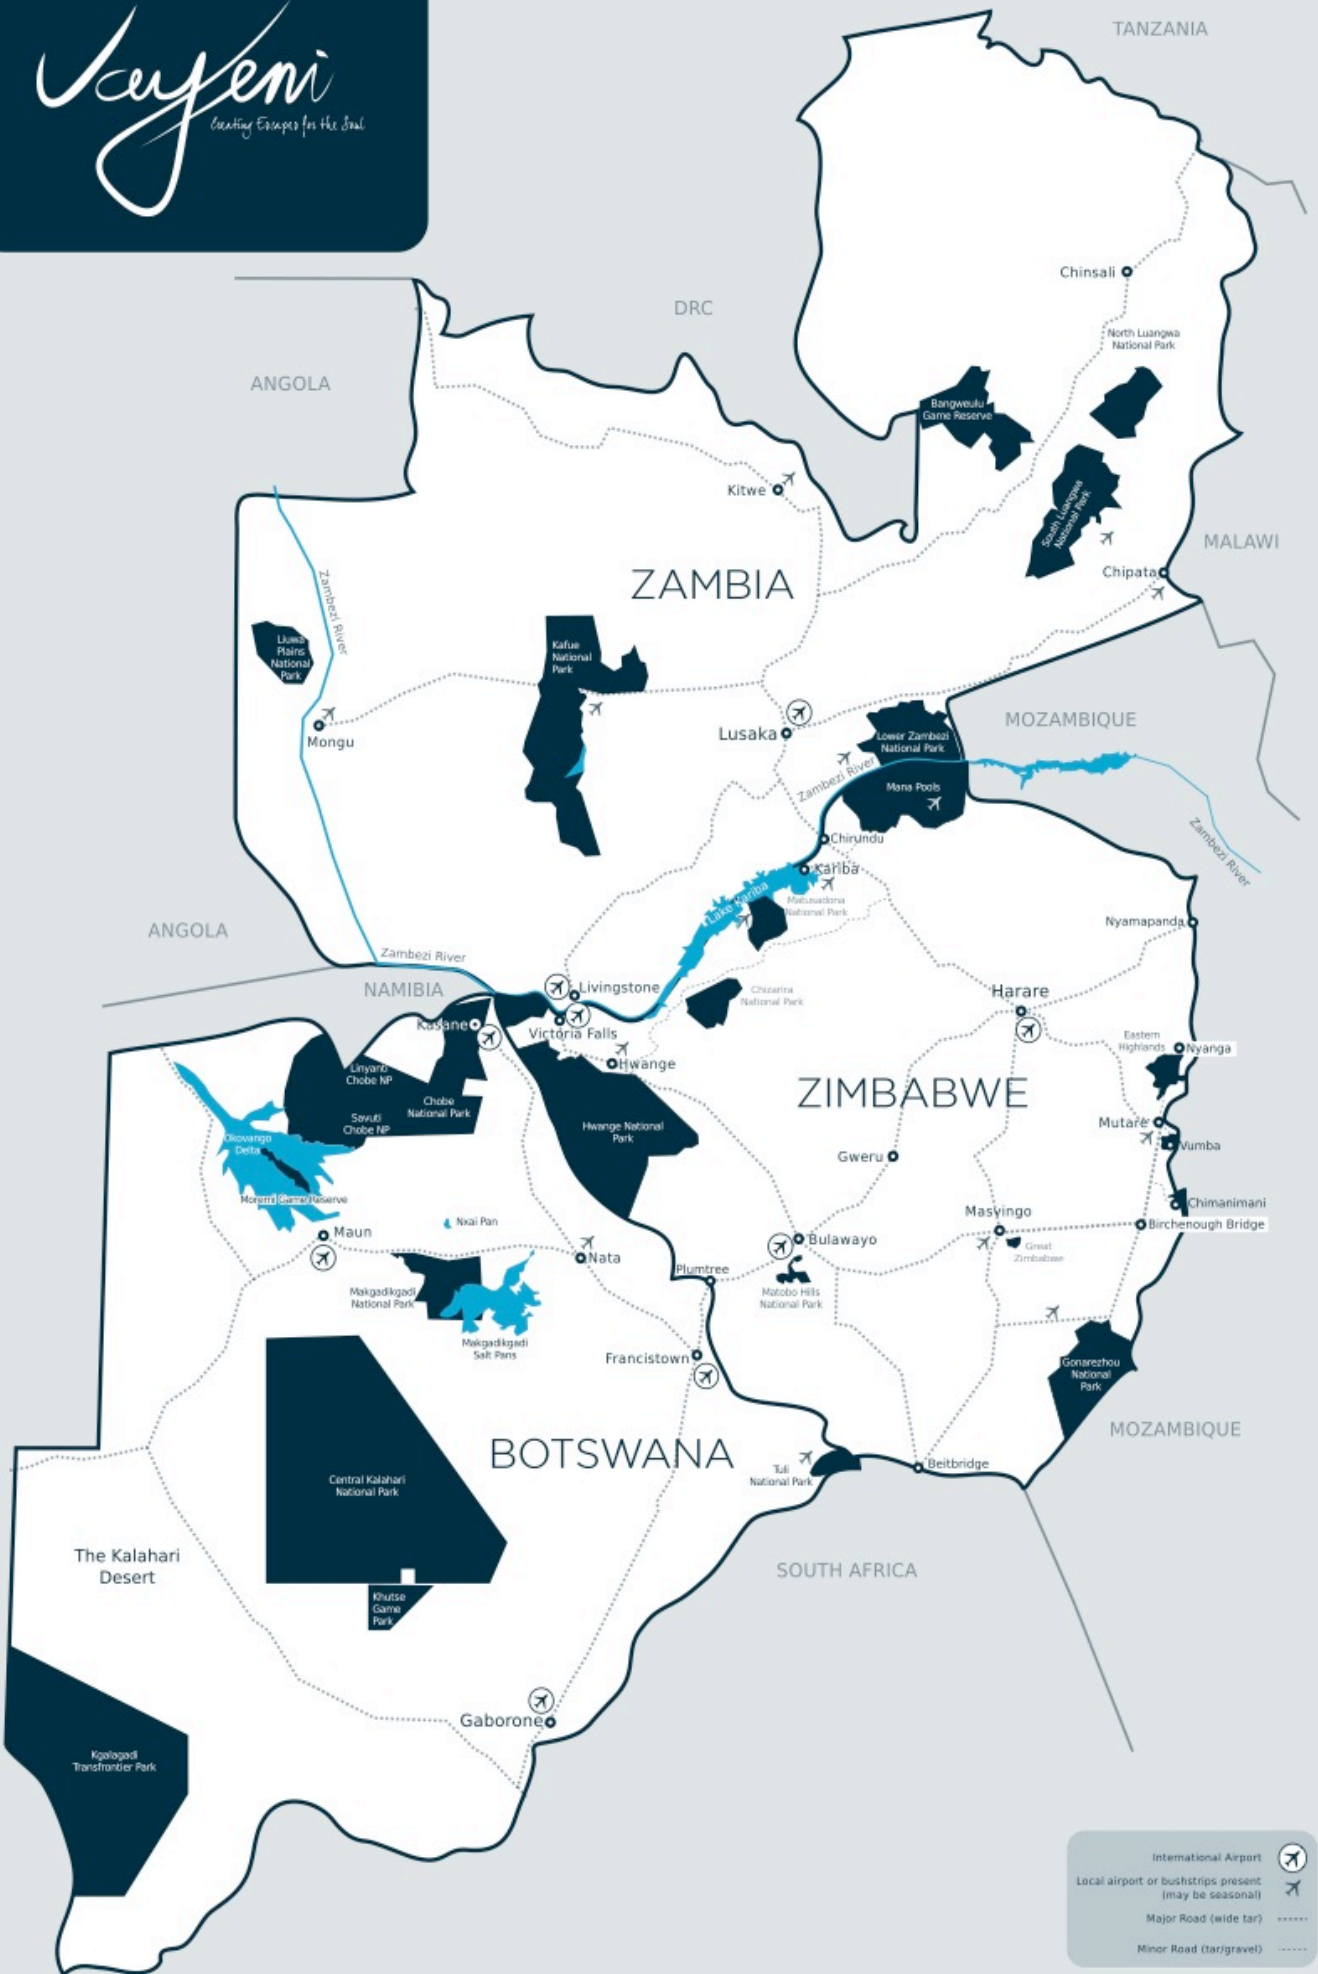 Vayeni
Creating Escapes for the Soul
TANZANIA
DRC
ANGOLA
Chinsali
North Luangwa
National Park
Bangweulu
Game Reserve
Kitwe
South Luangwa
National Park
MALAWI
Chipata
ZAMBIA
Zambezi River
Liuwa
Plains
National
Park
Kafue
National
Park
Mongu
Lusaka
MOZAMBIQUE
Lower Zambezi
National Park
Zambezi River
Mana Pools
Zambezi River
Chirundu
Kariba
Lake Kariba
Matusadona
National Park
ANGOLA
Zambezi River
Nyamapanda
NAMIBIA
Livingstone
Chizarira
National Park
Harare
Kasane
Victoria Falls
Hwange
Eastern
Highlands
Nyanga
Linyanti
Chobe NP
Chobe
National Park
Savuti
Chobe NP
ZIMBABWE
Hwange National
Park
Mutare
Vumba
Okovango
Delta
Gweru
Moremi Game Reserve
Chimanimani
Masvingo
Birchenough Bridge
Nxai Pan
Maun
Bulawayo
Great
Zimbabwe
Nata
Plumtree
Makgadikgadi
National Park
Matobo Hills
National Park
Makgadikgadi
Salt Pans
Francistown
Gonarezhou
National
Park
MOZAMBIQUE
BOTSWANA
Tuli
National Park
Beitbridge
Central Kalahari
National Park
The Kalahari
Desert
SOUTH AFRICA
Khutse
Game
Park
Gaborone
Kgalagadi
Transfrontier Park
International Airport
Local airport or bushstrips present
(may be seasonal)
Major Road (wide tar)
Minor Road (tar/gravel)